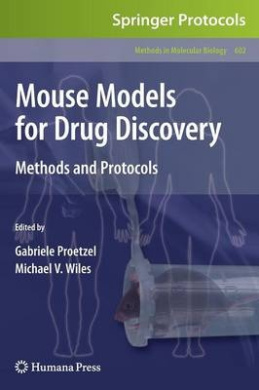 Springer Protocols
Methods in Molecular Biology 602
Mouse Models
for Drug Discovery
Methods and Protocols
Edited by
Gabriele Proetzel
Michael V. Wiles
Humana Press